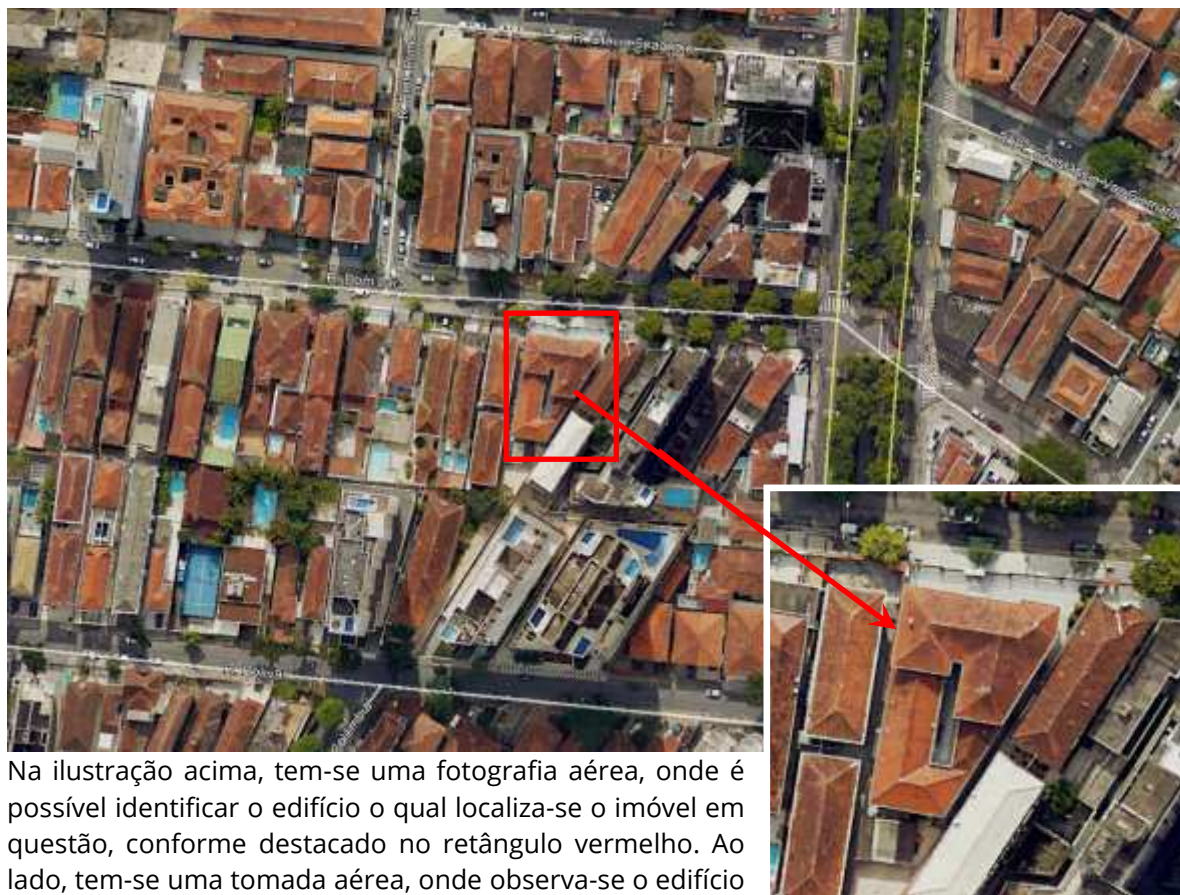 Na ilustração acima, tem-se uma fotografia aérea, onde é
possível identificar o edifício o qual localiza-se o imóvel em
questão, conforme destacado no retângulo vermelho. Ao
lado, tem-se uma tomada aérea, onde observa-se o edifício